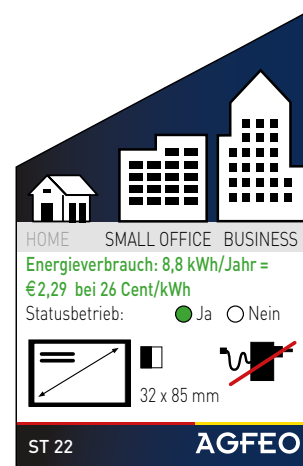 HOME SMALL OFFICE BUSINESS
Energieverbrauch: 8,8 kWh/Jahr =
€2,29 bei 26 Cent/kWh
Statusbetrieb: Ja Nein
32 x 85 mm
ST 22 AGFEO